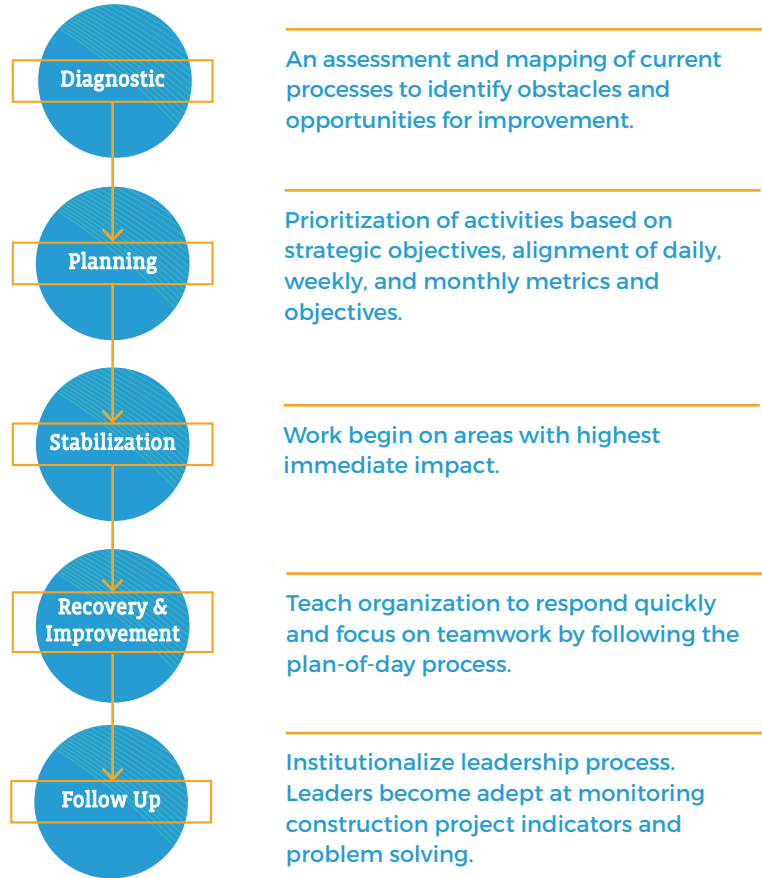 Diagnostic
An assessment and mapping of current
processes to identify obstacles and
opportunities for improvement.
Planning
Prioritization of activities based on
strategic objectives, alignment of daily,
weekly, and monthly metrics and
objectives.
Stabilization
Work begin on areas with highest
immediate impact.
Recovery &
Improvement
Teach organization to respond quickly
and focus on teamwork by following the
plan-of-day process.
Follow Up
Institutionalize leadership process.
Leaders become adept at monitoring
construction project indicators and
problem solving.